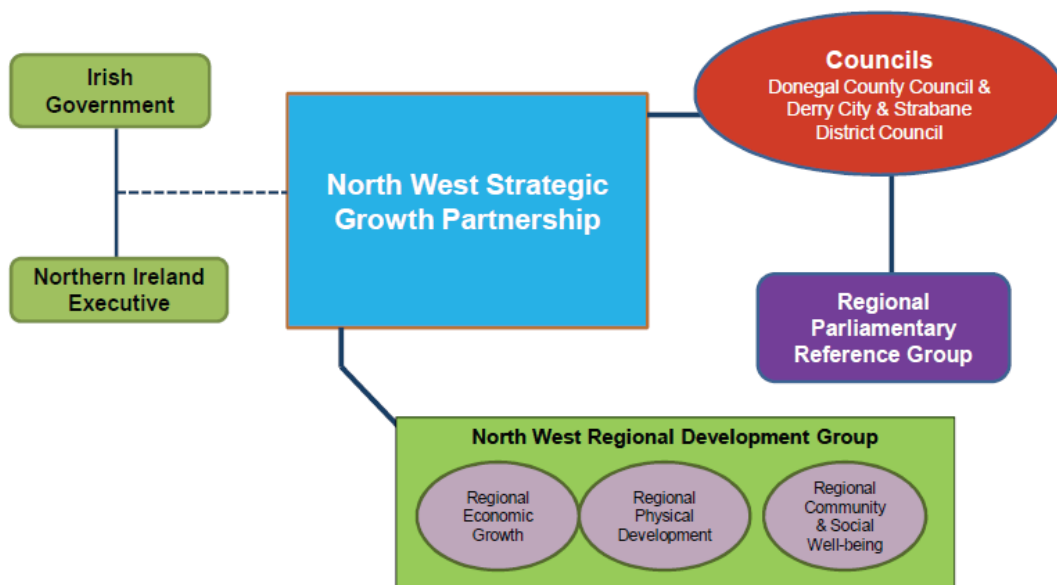 Irish
Government
Northern Ireland
Executive
North West Strategic
Growth Partnership
Councils
Donegal County Council &
Derry City & Strabane
District Council
Regional
Parliamentary
Reference Group
North West Regional Development Group
Regional
Economic
Growth
Regional
Physical
Development
Regional
Community
& Social
Well-being